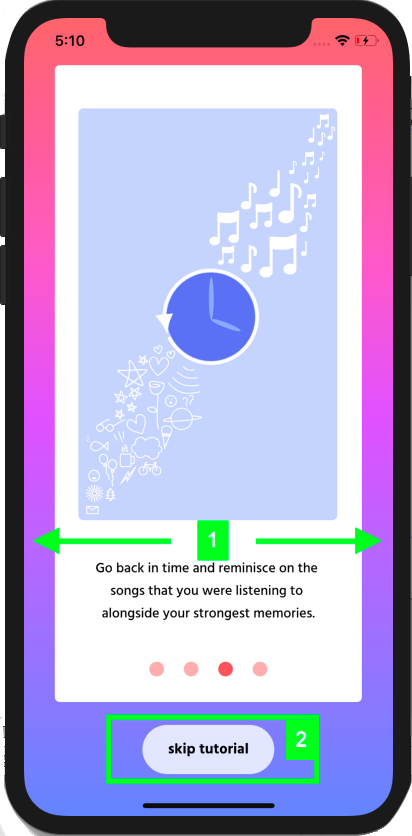 5:10
1
Go back in time and reminisce on the
songs that you were listening to
alongside your strongest memories.
2
skip tutorial